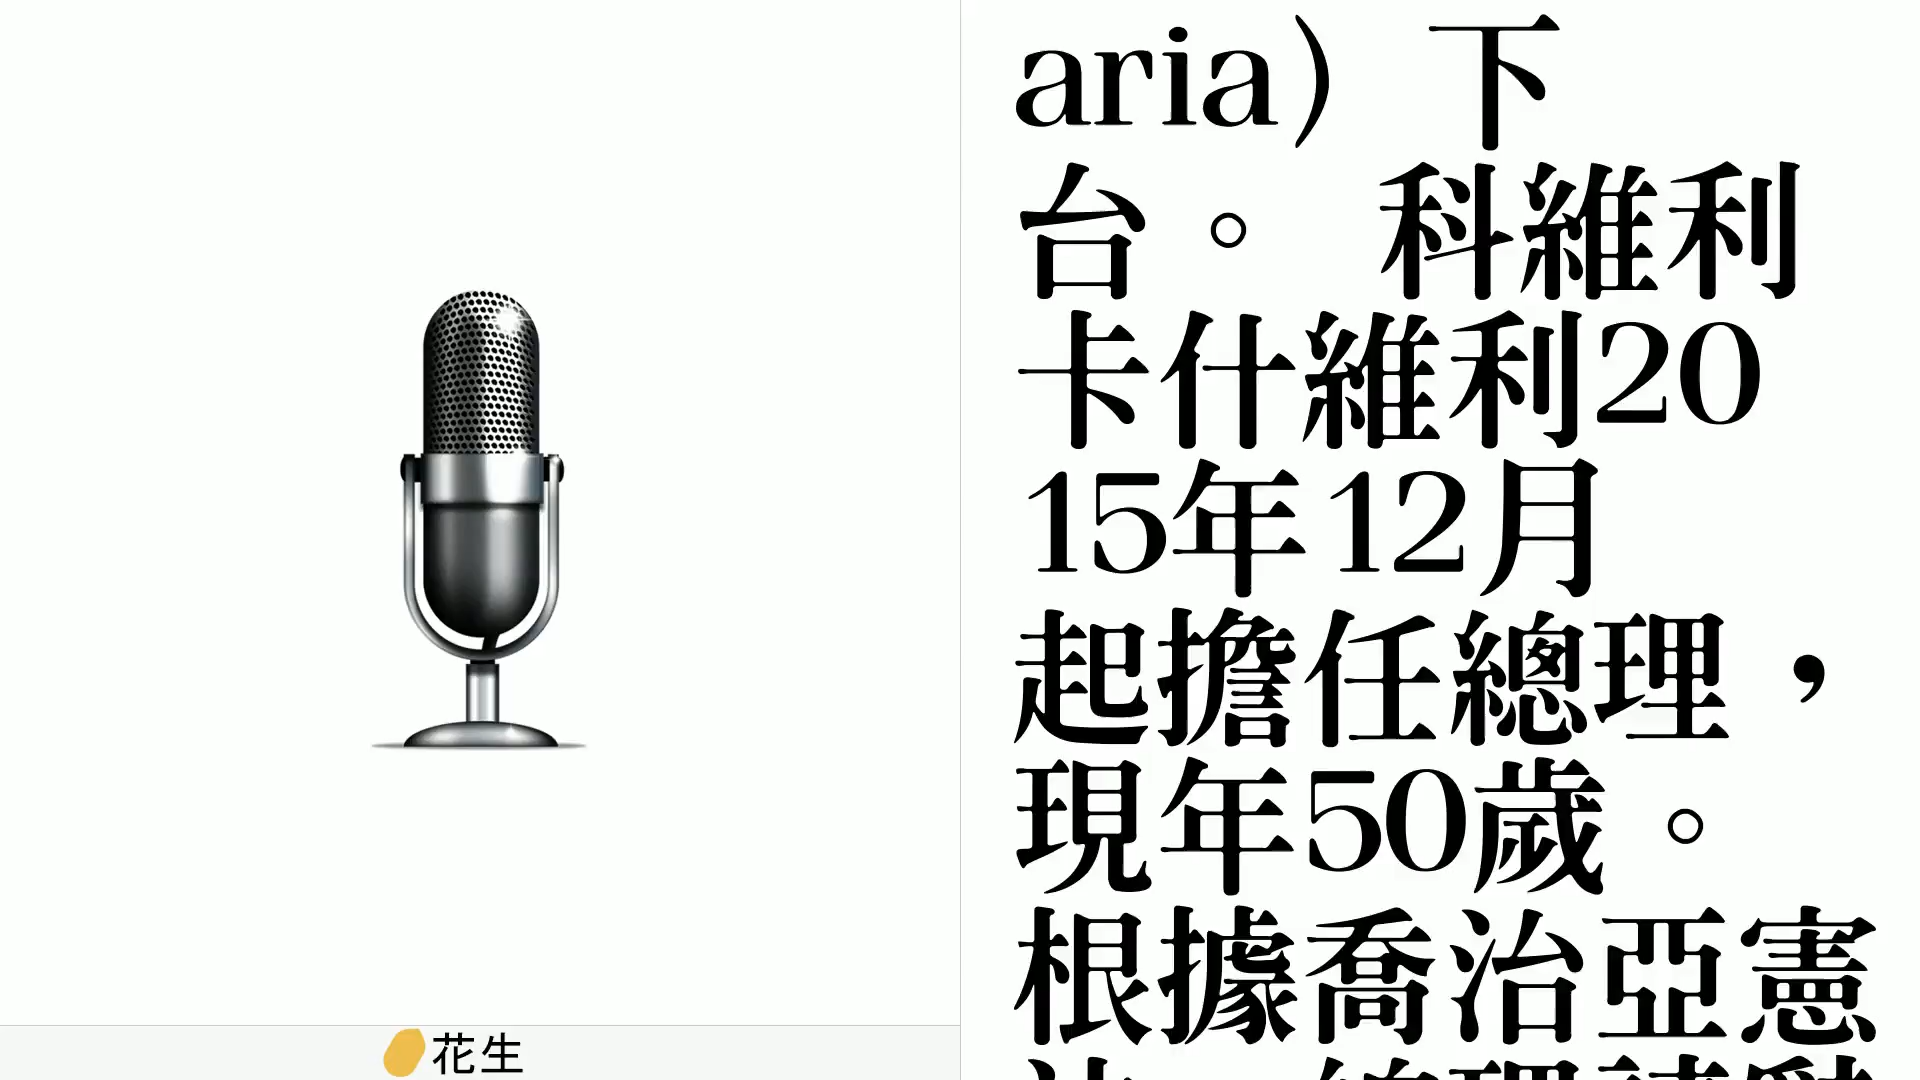 aria）下
台。 科維利
卡什維利20
15年12月
起擔任總理，
現年50歲。
根據喬治亞憲
花生